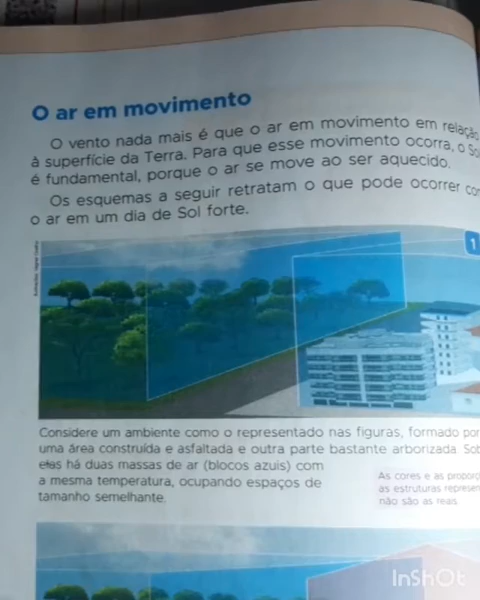 O ar em movimento
O vento nada mais é que o ar em movimento em relação
à superfície da Terra. Para que esse movimento ocorra, o Sol
é fundamental, porque o ar se move ao ser aquecido.
Os esquemas a seguir retratam o que pode ocorrer com
o ar em um dia de Sol forte.
1
Considere um ambiente como o representado nas figuras, formado por
uma área construída e asfaltada e outra parte bastante arborizada. Sob
elas há duas massas de ar (blocos azuis) com
a mesma temperatura, ocupando espaços de
tamanho semelhante.
As cores e as proporç
as estruturas represen
não são as reais.
InShOt